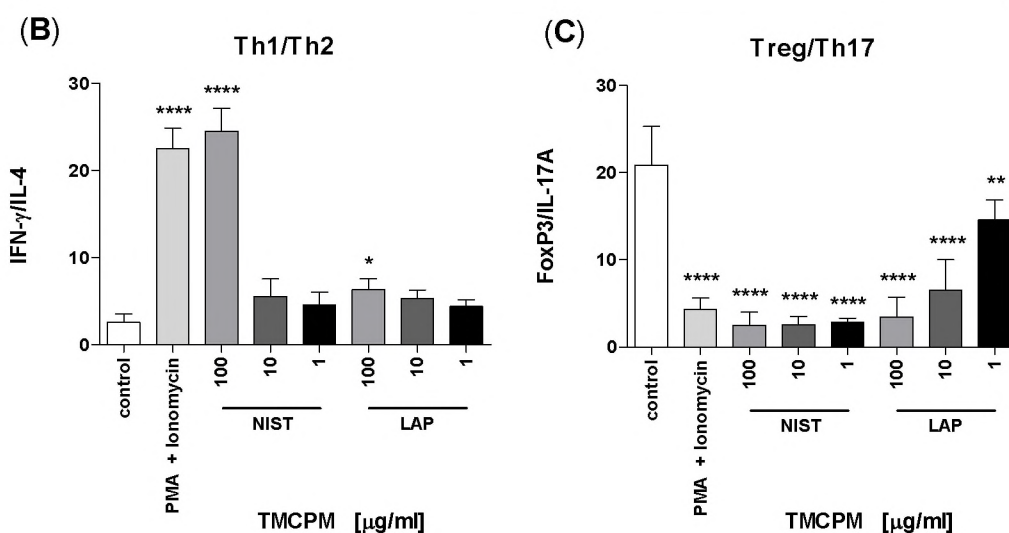 (B)
Th1/Th2
30
20
10
0
IFN-γ/IL-4
****
****
*
control
PMA + Ionomycin
100
10
1
100
10
1
NIST
LAP
TMCPM [μg/ml]
(C)
Treg/Th17
30
20
10
0
FoxP3/IL-17A
****
****
****
****
****
****
**
control
PMA + Ionomycin
100
10
1
100
10
1
NIST
LAP
TMCPM [μg/ml]